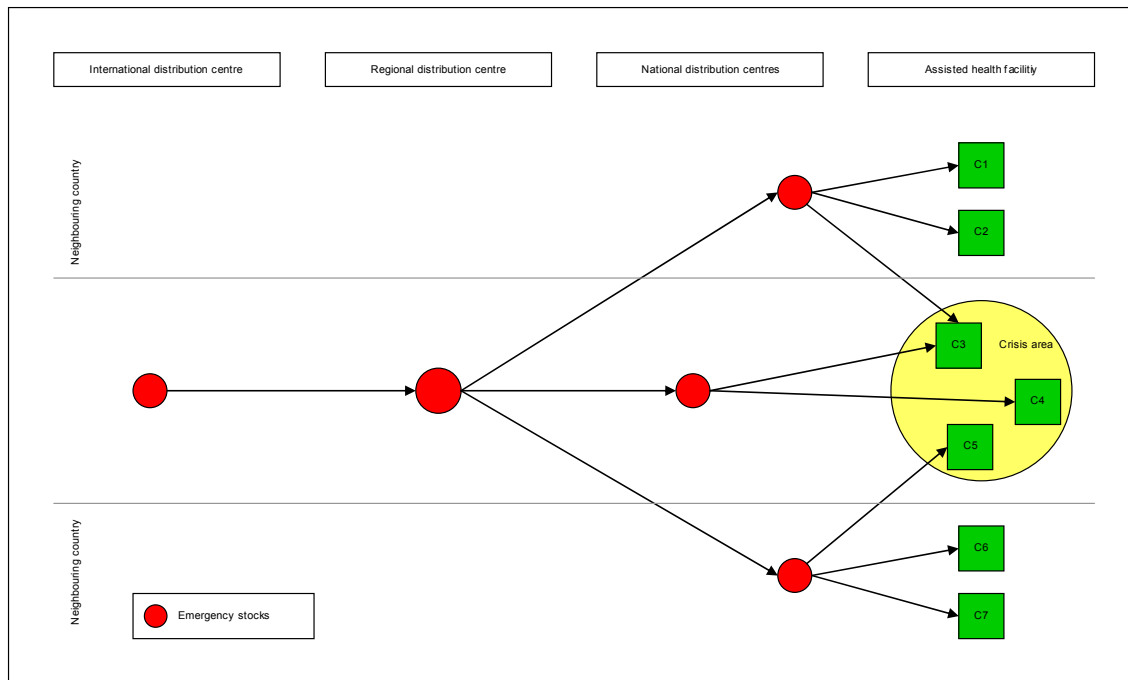 International distribution centre
Regional distribution centre
National distribution centres
Assisted health facilitiy
Neighbouring country
C1
C2
C3
Crisis area
C4
C5
Neighbouring country
C6
C7
Emergency stocks